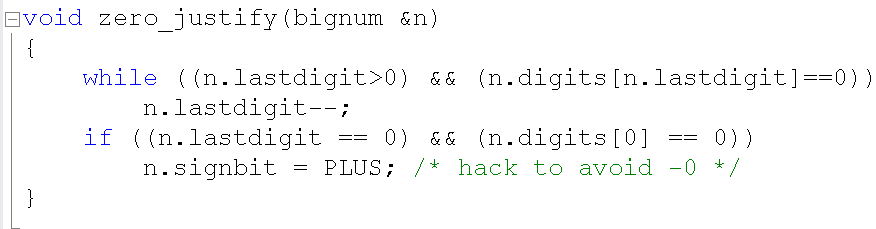 void zero_justify(bignum &n)
{
    while ((n.lastdigit>0) && (n.digits[n.lastdigit]==0))
        n.lastdigit--;
    if ((n.lastdigit == 0) && (n.digits[0] == 0))
        n.signbit = PLUS; /* hack to avoid -0 */
}